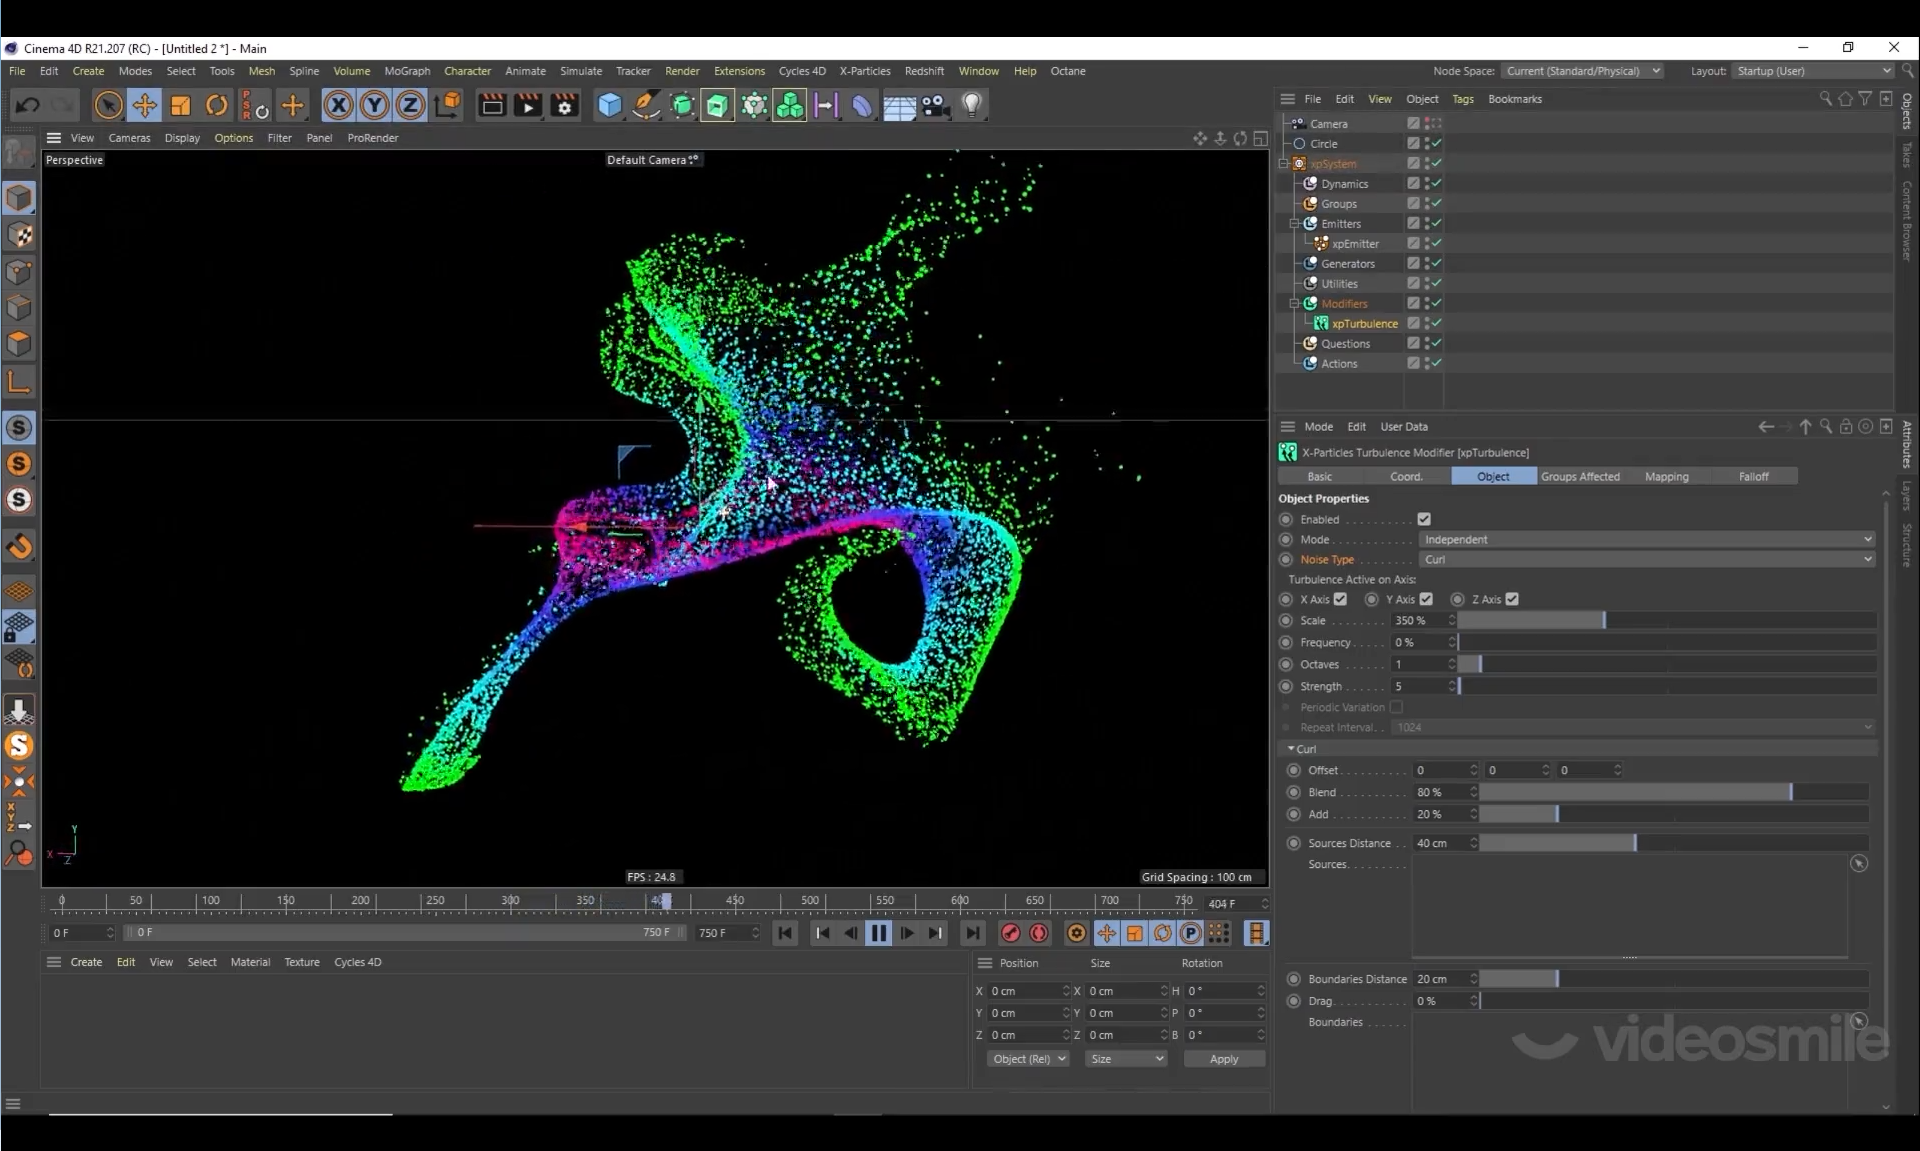 Cinema 4D R21.207 (RC) - [Untitled 2 *] - Main
File Edit Create Modes Select Tools Mesh Spline Volume MoGraph Character Animate Simulate Tracker Render Extensions Cycles 4D X-Particles Redshift Window Help Octane
Node Space: Current (Standard/Physical) Layout: Startup (User)
View Cameras Display Options Filter Panel ProRender
Perspective
Default Camera
FPS : 24.8
Grid Spacing : 100 cm
0 50 100 150 200 250 300 350 450 500 550 600 650 700 750 404 F
0 F 0 F 750 F 750 F
Create Edit View Select Material Texture Cycles 4D
Position Size Rotation
X 0 cm X 0 cm H 0 °
Y 0 cm Y 0 cm P 0 °
Z 0 cm Z 0 cm B 0 °
Object (Rel) Size Apply
File Edit View Object Tags Bookmarks
Camera
Circle
xpSystem
Dynamics
Groups
Emitters
xpEmitter
Generators
Utilities
Modifiers
xpTurbulence
Questions
Actions
Objects
Takes
Content Browser
Mode Edit User Data
X-Particles Turbulence Modifier [xpTurbulence]
Basic Coord. Object Groups Affected Mapping Falloff
Object Properties
Enabled
Mode Independent
Noise Type Curl
Turbulence Active on Axis:
X Axis Y Axis Z Axis
Scale 350 %
Frequency 0 %
Octaves 1
Strength 5
Periodic Variation
Repeat Interval. 1024
Curl
Offset 0 0 0
Blend 80 %
Add 20 %
Sources Distance 40 cm
Sources
Boundaries Distance 20 cm
Drag 0 %
Boundaries
Attributes
Layers
Structure
videosmile